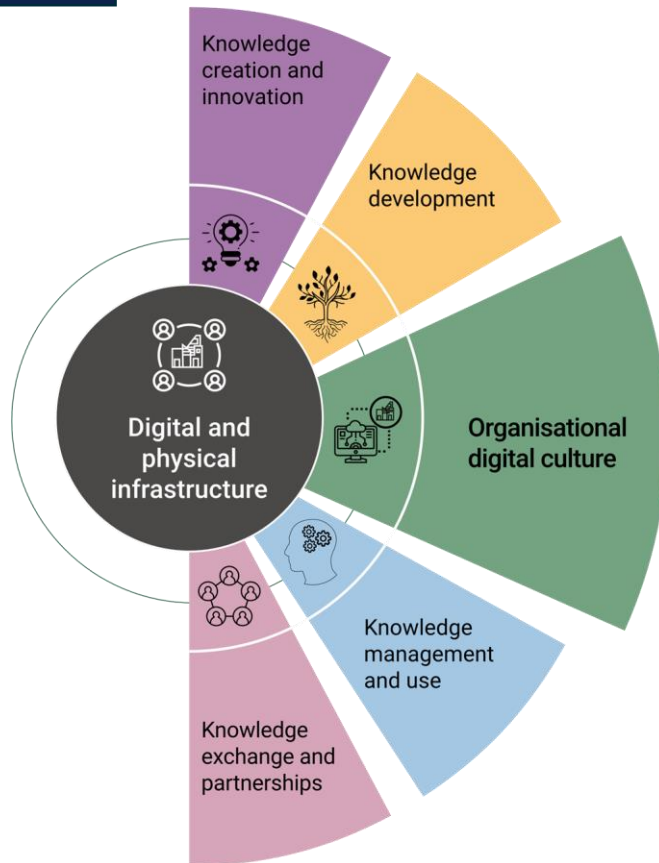 Knowledge
creation and
innovation
Knowledge
development
Organisational
digital culture
Digital and
physical
infrastructure
Knowledge
management
and use
Knowledge
exchange and
partnerships